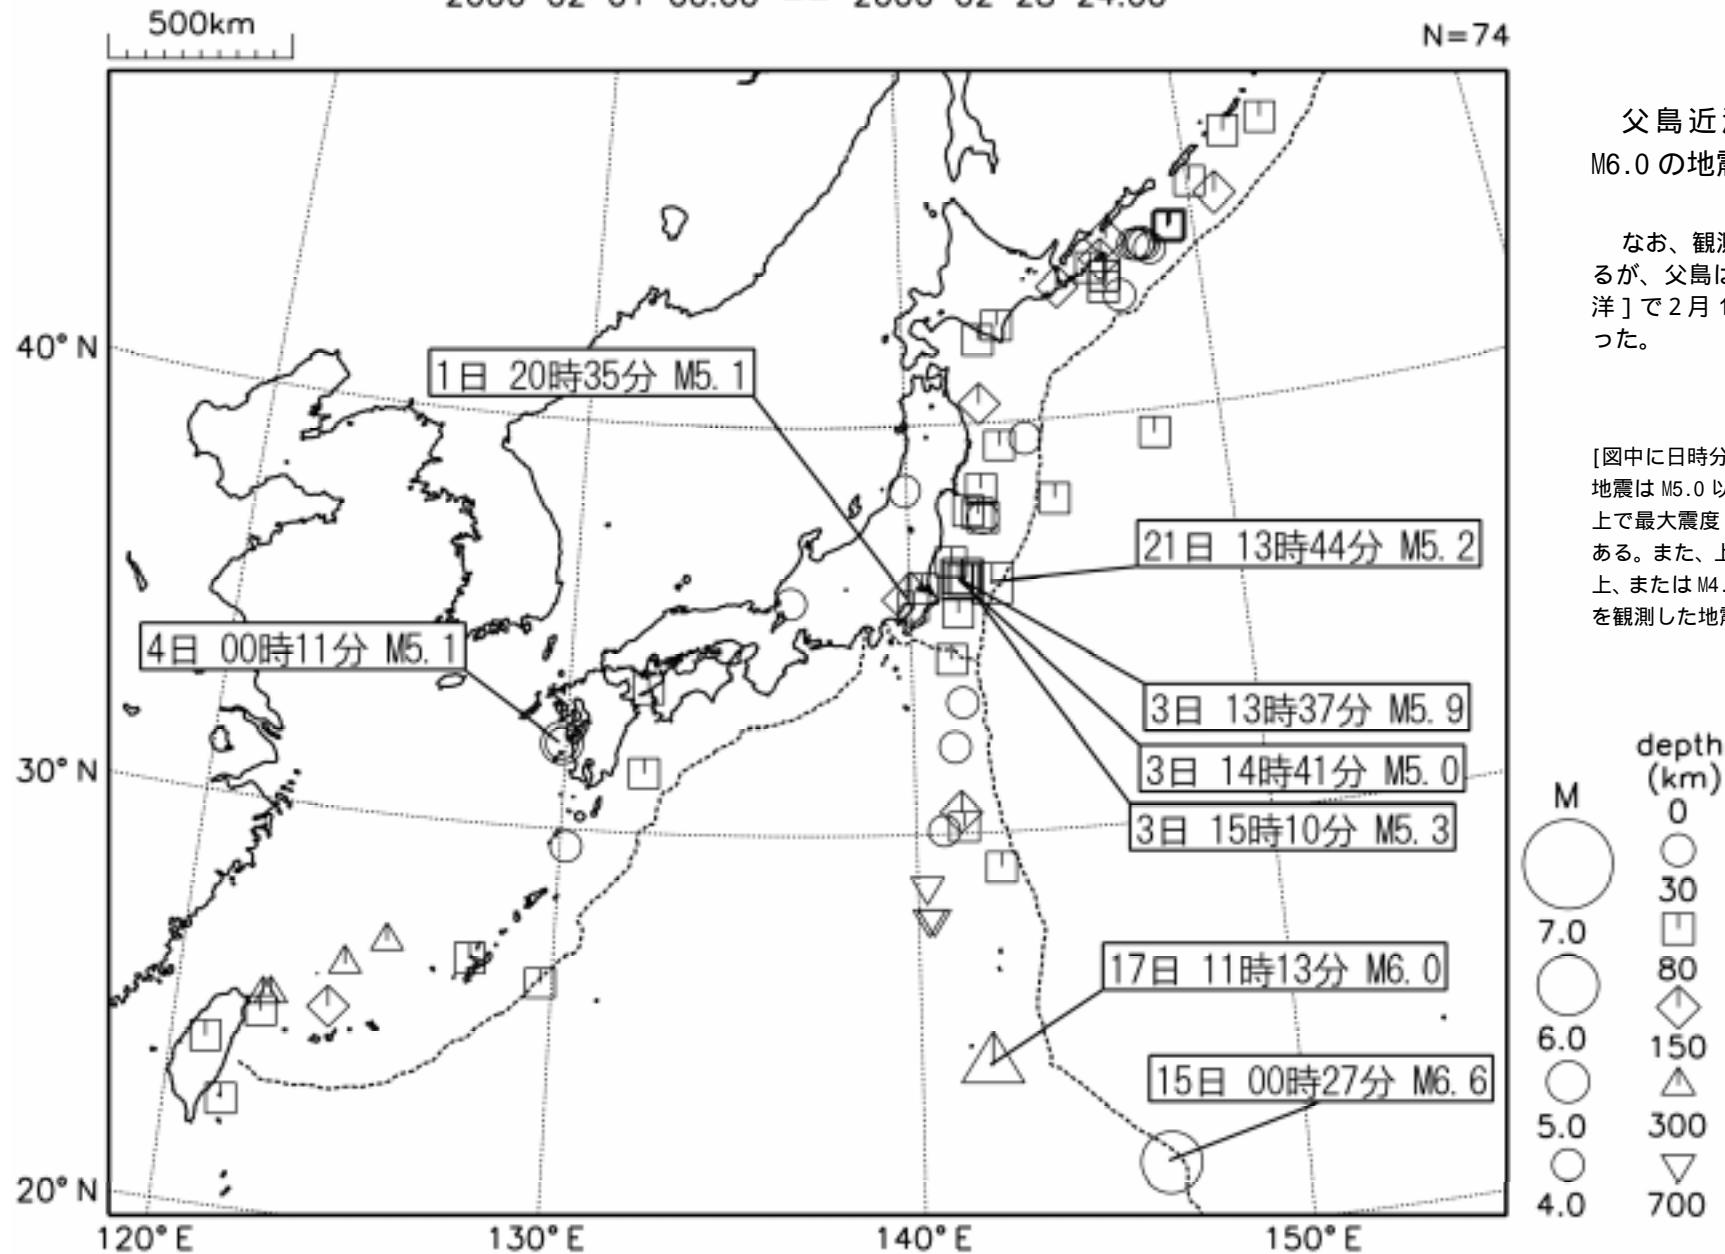 500km
N=74
40°N
30°N
20°N
120°E
130°E
140°E
150°E
1日 20時35分 M5.1
4日 00時11分 M5.1
21日 13時44分 M5.2
3日 13時37分 M5.9
3日 14時41分 M5.0
3日 15時10分 M5.3
17日 11時13分 M6.0
15日 00時27分 M6.6
M
7.0
6.0
5.0
4.0
depth
(km)
0
30
80
150
300
700
父島近
M6.0 の地震
なお、観測
るが、父島は
洋]で2月1
った。
[図中に日時分
地震は M5.0 以
上で最大震度
ある。また、上
上、または M4.
を観測した地震